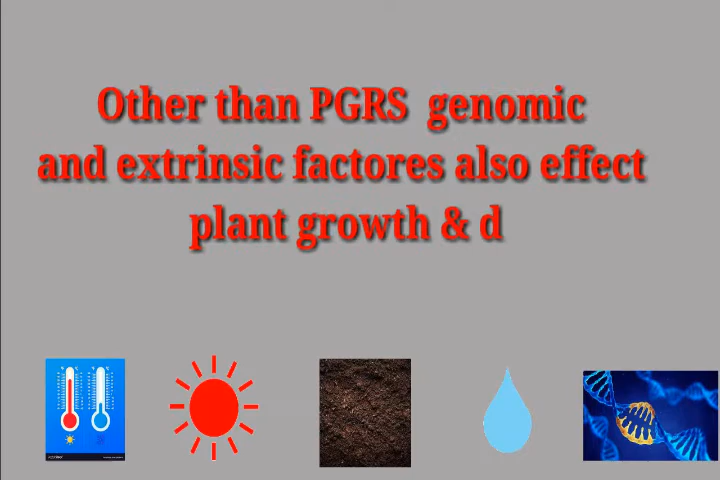 Other than PGRS genomic
and extrinsic factores also effect
plant growth & d